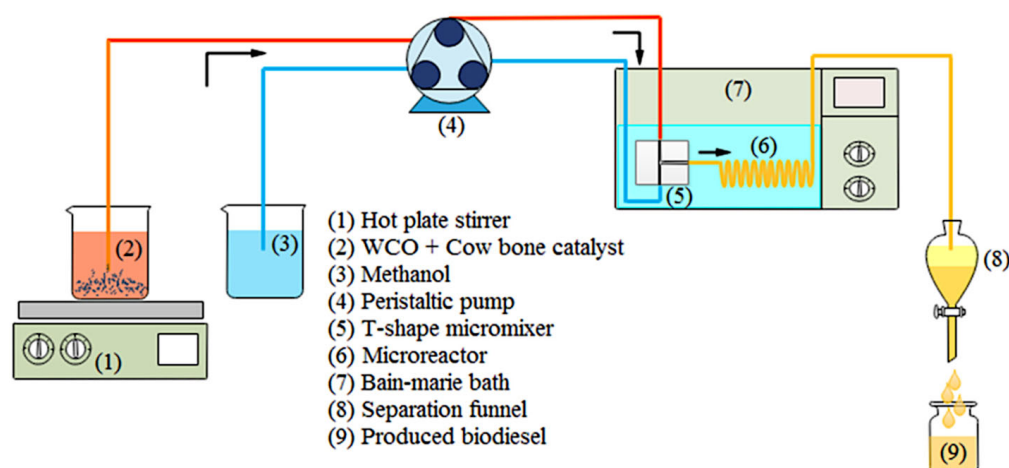 (4)
(7)
(6)
(5)
(2)
(3)
(8)
(1)
(9)
(1) Hot plate stirrer
(2) WCO + Cow bone catalyst
(3) Methanol
(4) Peristaltic pump
(5) T-shape micromixer
(6) Microreactor
(7) Bain-marie bath
(8) Separation funnel
(9) Produced biodiesel